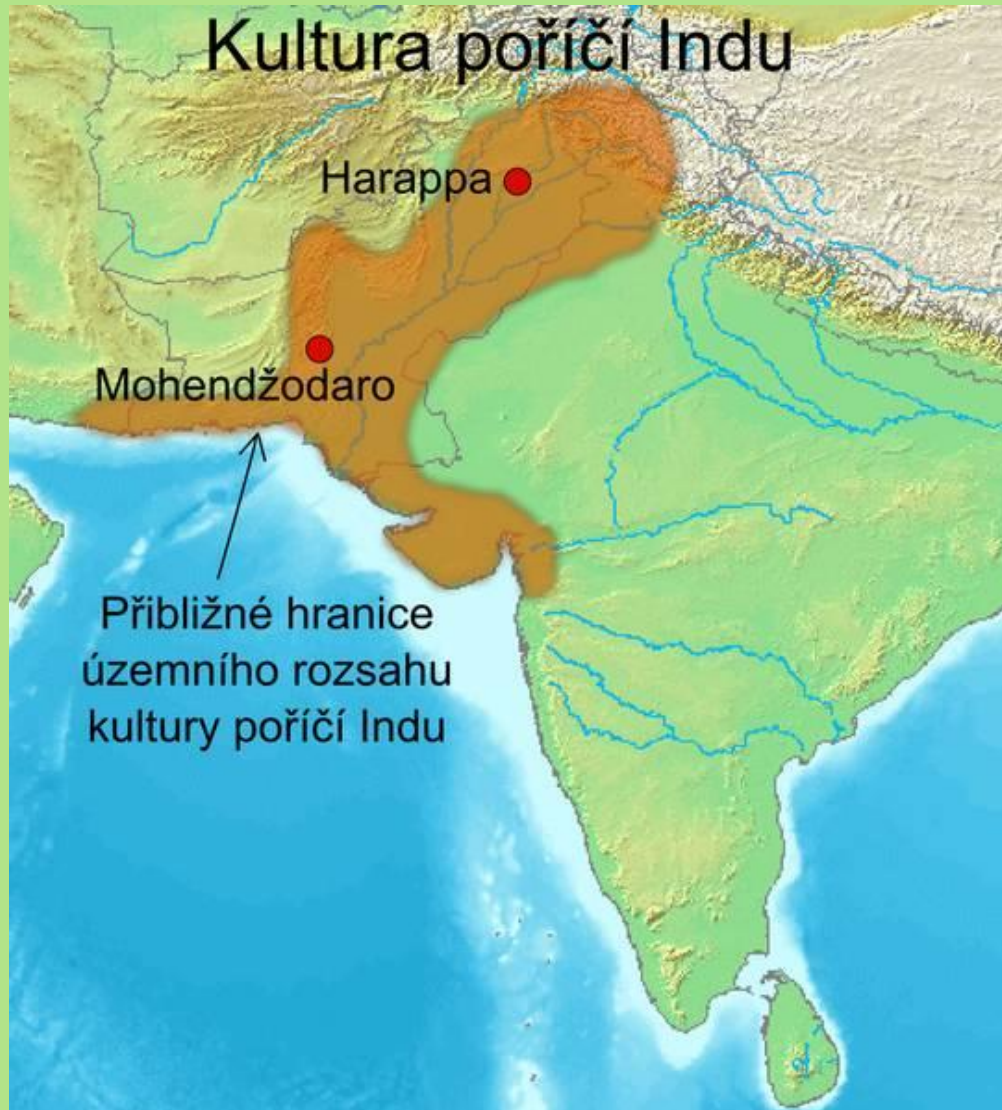 Kultura poříčí Indu
Harappa
Mohendžodaro
Přibližné hranice
územního rozsahu
kultury poříčí Indu